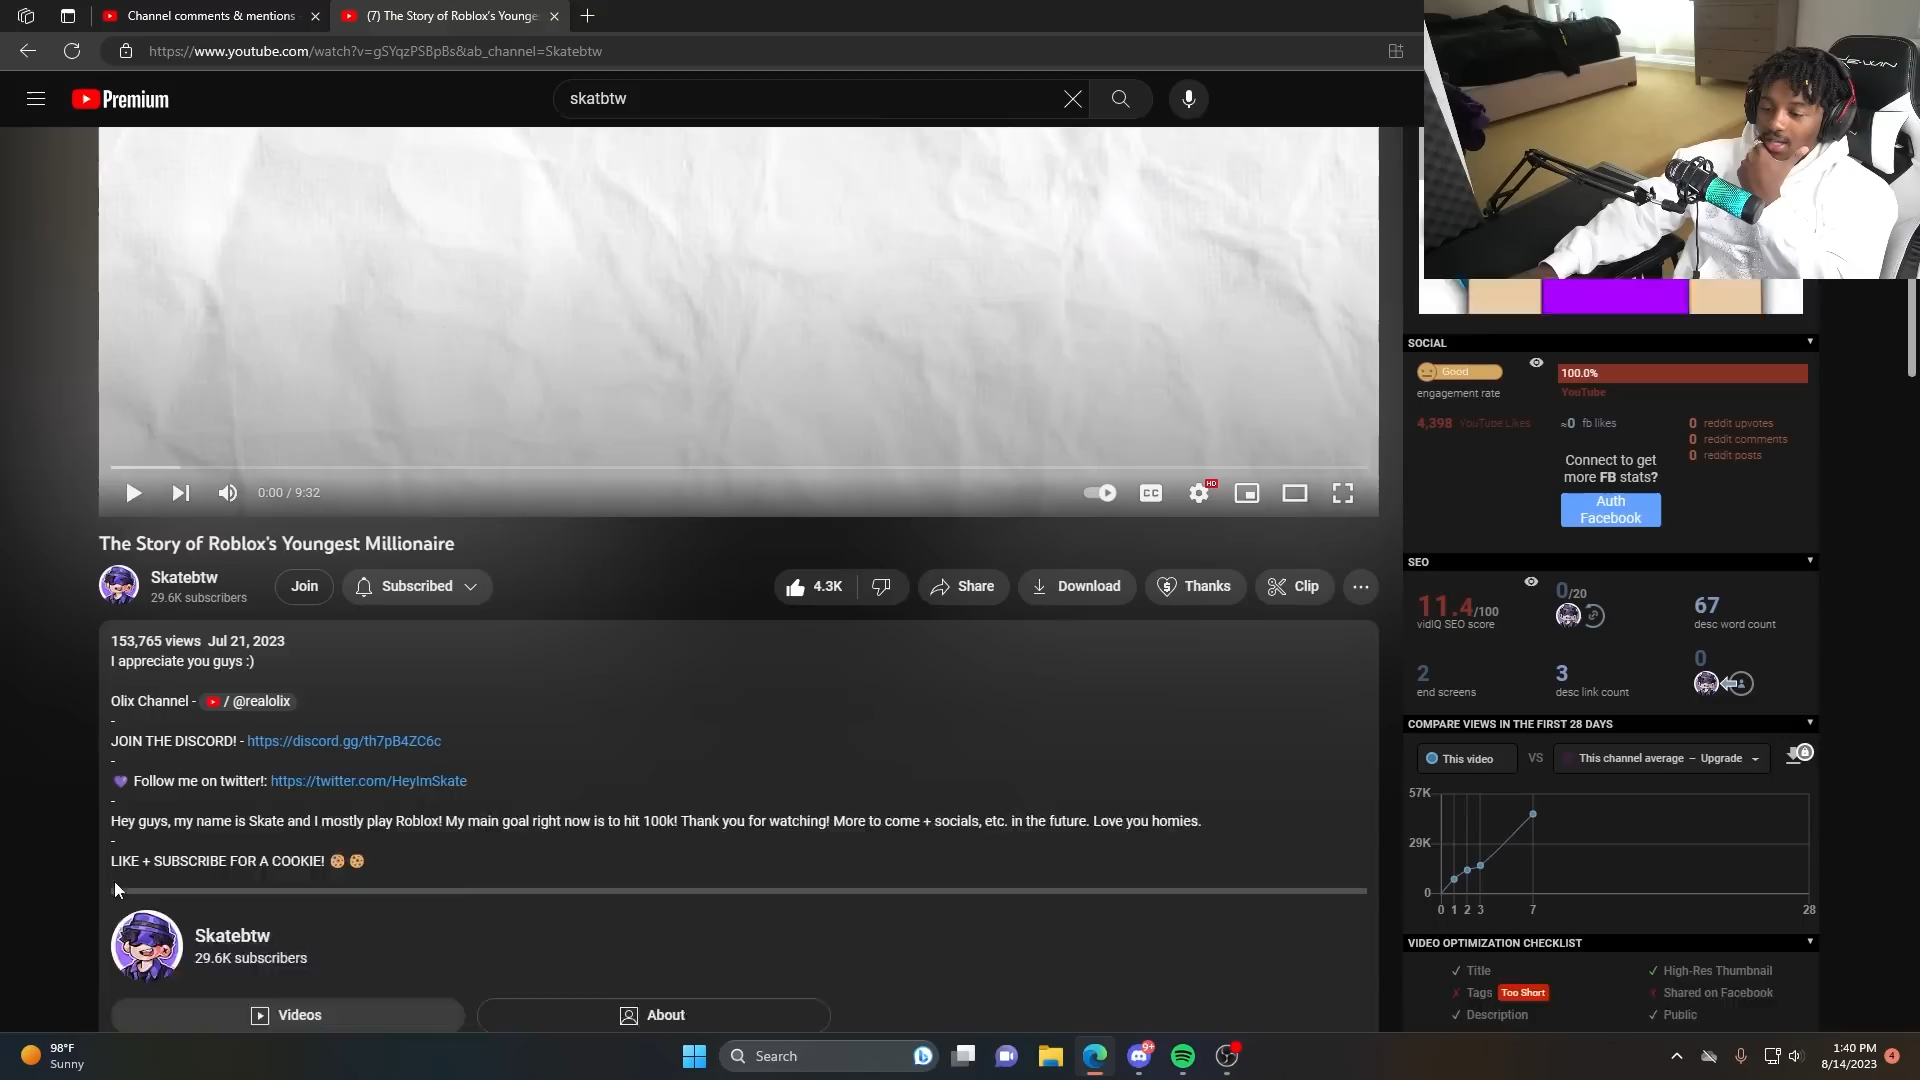 Channel comments & mentions
(7) The Story of Roblox's Younge
https://www.youtube.com/watch?v=gSYqzPSBpBs&ab_channel=Skatebtw
Premium
skatbtw
0:00 / 9:32
CC
HD
The Story of Roblox's Youngest Millionaire
Skatebtw
29.6K subscribers
Join
Subscribed
4.3K
Share
Download
Thanks
Clip
153,765 views Jul 21, 2023
I appreciate you guys :)
Olix Channel - / @realolix
-
JOIN THE DISCORD! - https://discord.gg/th7pB4ZC6c
-
💜 Follow me on twitter!: https://twitter.com/HeyImSkate
-
Hey guys, my name is Skate and I mostly play Roblox! My main goal right now is to hit 100k! Thank you for watching! More to come + socials, etc. in the future. Love you homies.
-
LIKE + SUBSCRIBE FOR A COOKIE! 🍪 🍪
Skatebtw
29.6K subscribers
Videos
About
SOCIAL
Good
engagement rate
100.0%
YouTube
4,398 YouTube Likes
≈0 fb likes
0 reddit upvotes
0 reddit comments
0 reddit posts
Connect to get
more FB stats?
Auth
Facebook
SEO
11.4/100
vidIQ SEO score
0/20
67
desc word count
2
end screens
3
desc link count
0
COMPARE VIEWS IN THE FIRST 28 DAYS
This video
VS
This channel average – Upgrade
57K
29K
0
0 1 2 3 7 28
VIDEO OPTIMIZATION CHECKLIST
✓ Title
✓ High-Res Thumbnail
Tags Too Short
Shared on Facebook
✓ Description
✓ Public
98°F
Sunny
Search
9+
1:40 PM
8/14/2023
4